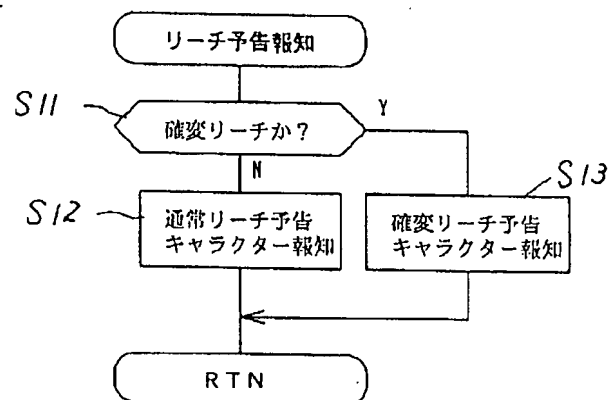 リーチ予告報知
S11
確変リーチか?
Y
N
S12
通常リーチ予告
キャラクター報知
S13
確変リーチ予告
キャラクター報知
RTN